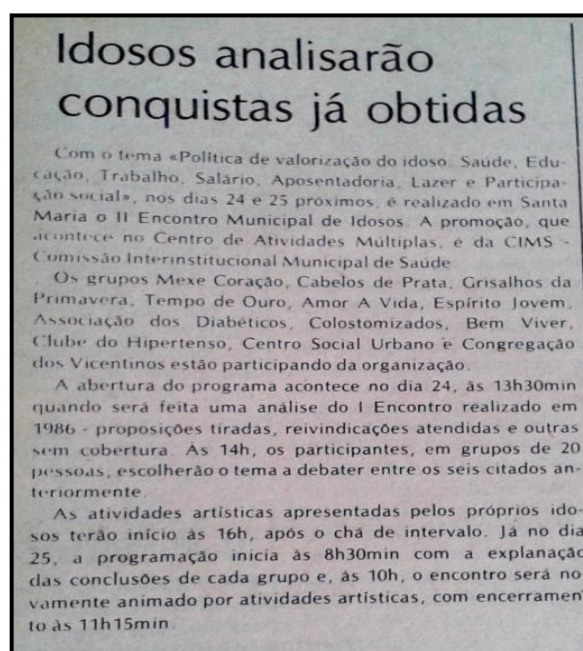 Idosos analisarão
conquistas já obtidas
Com o tema «Política de valorização do idoso. Saúde, Edu-
cação, Trabalho, Salário, Aposentadoria, Lazer e Participa-
ção social», nos dias 24 e 25 próximos, é realizado em Santa
Maria o II Encontro Municipal de Idosos. A promoção, que
acontece no Centro de Atividades Múltiplas, é da CIMS -
Comissão Interinstitucional Municipal de Saúde
Os grupos Mexe Coração, Cabelos de Prata, Grisalhos da
Primavera, Tempo de Ouro, Amor A Vida, Espírito Jovem,
Associação dos Diabéticos, Colostomizados, Bem Viver,
Clube do Hipertenso, Centro Social Urbano e Congregação
dos Vicentinos estão participando da organização.
A abertura do programa acontece no dia 24, às 13h30min
quando será feita uma análise do I Encontro realizado em
1986 - proposições tiradas, reivindicações atendidas e outras
sem cobertura. Às 14h, os participantes, em grupos de 20
pessoas, escolherão o tema a debater entre os seis citados an-
teriormente.
As atividades artísticas apresentadas pelos próprios ido-
sos terão início às 16h, após o chá de intervalo. Já no dia
25, a programação inicia às 8h30min com a explanação
das conclusões de cada grupo e, às 10h, o encontro será no-
vamente animado por atividades artísticas, com encerramen-
to às 11h15min.